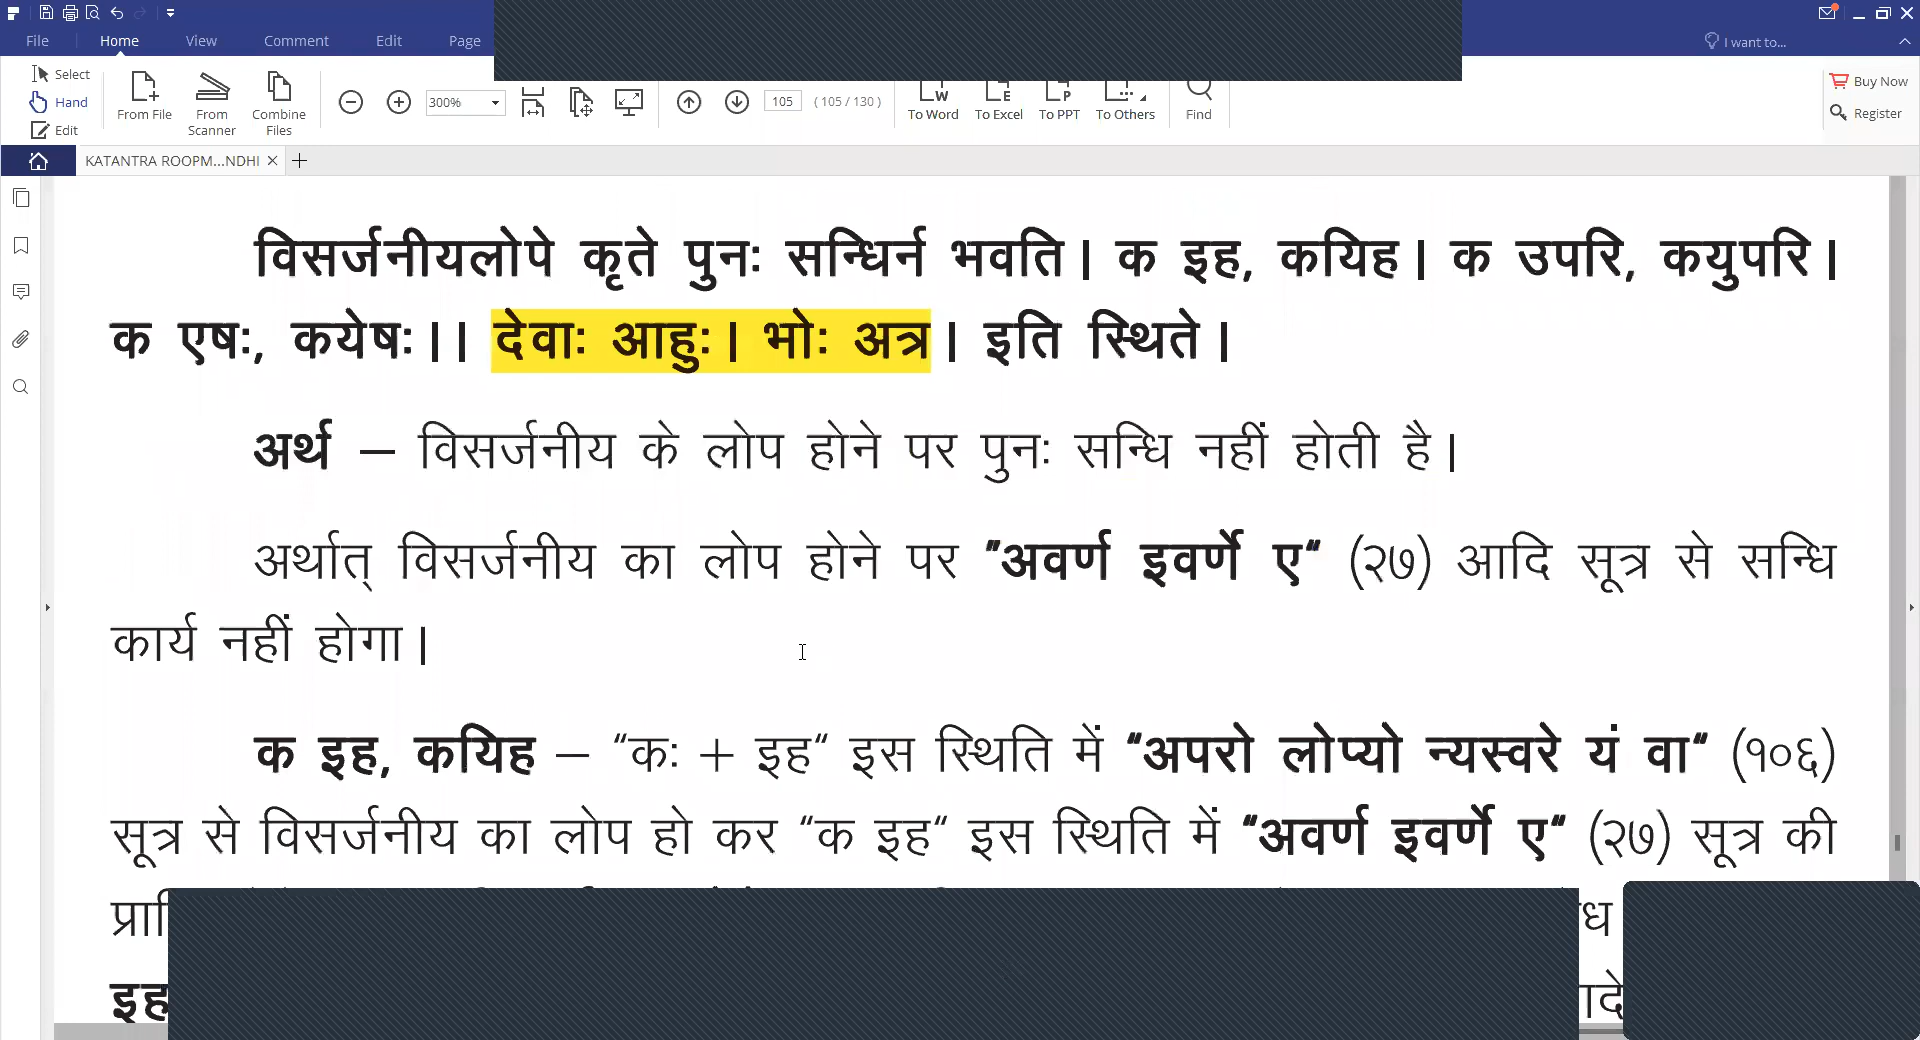 File Home View Comment Edit Page I want to...
Select Hand Edit
From File From Scanner Combine Files
300% 105 ( 105 / 130 )
To Word To Excel To PPT To Others Find
Buy Now
Register
KATANTRA ROOPM...NDHI
विसर्जनीयलोपे कृते पुनः सन्धिर्न भवति। क इह, कयिह। क उपरि, कयुपरि।
क एषः, कयेषः।। देवाः आहुः। भोः अत्र। इति स्थिते।
अर्थ – विसर्जनीय के लोप होने पर पुनः सन्धि नहीं होती है।
अर्थात् विसर्जनीय का लोप होने पर "अवर्ण इवर्णे ए" (२७) आदि सूत्र से सन्धि
कार्य नहीं होगा।
क इह, कयिह – "कः + इह" इस स्थिति में "अपरो लोप्यो न्यस्वरे यं वा" (१०६)
सूत्र से विसर्जनीय का लोप हो कर "क इह" इस स्थिति में "अवर्ण इवर्णे ए" (२७) सूत्र की
इह